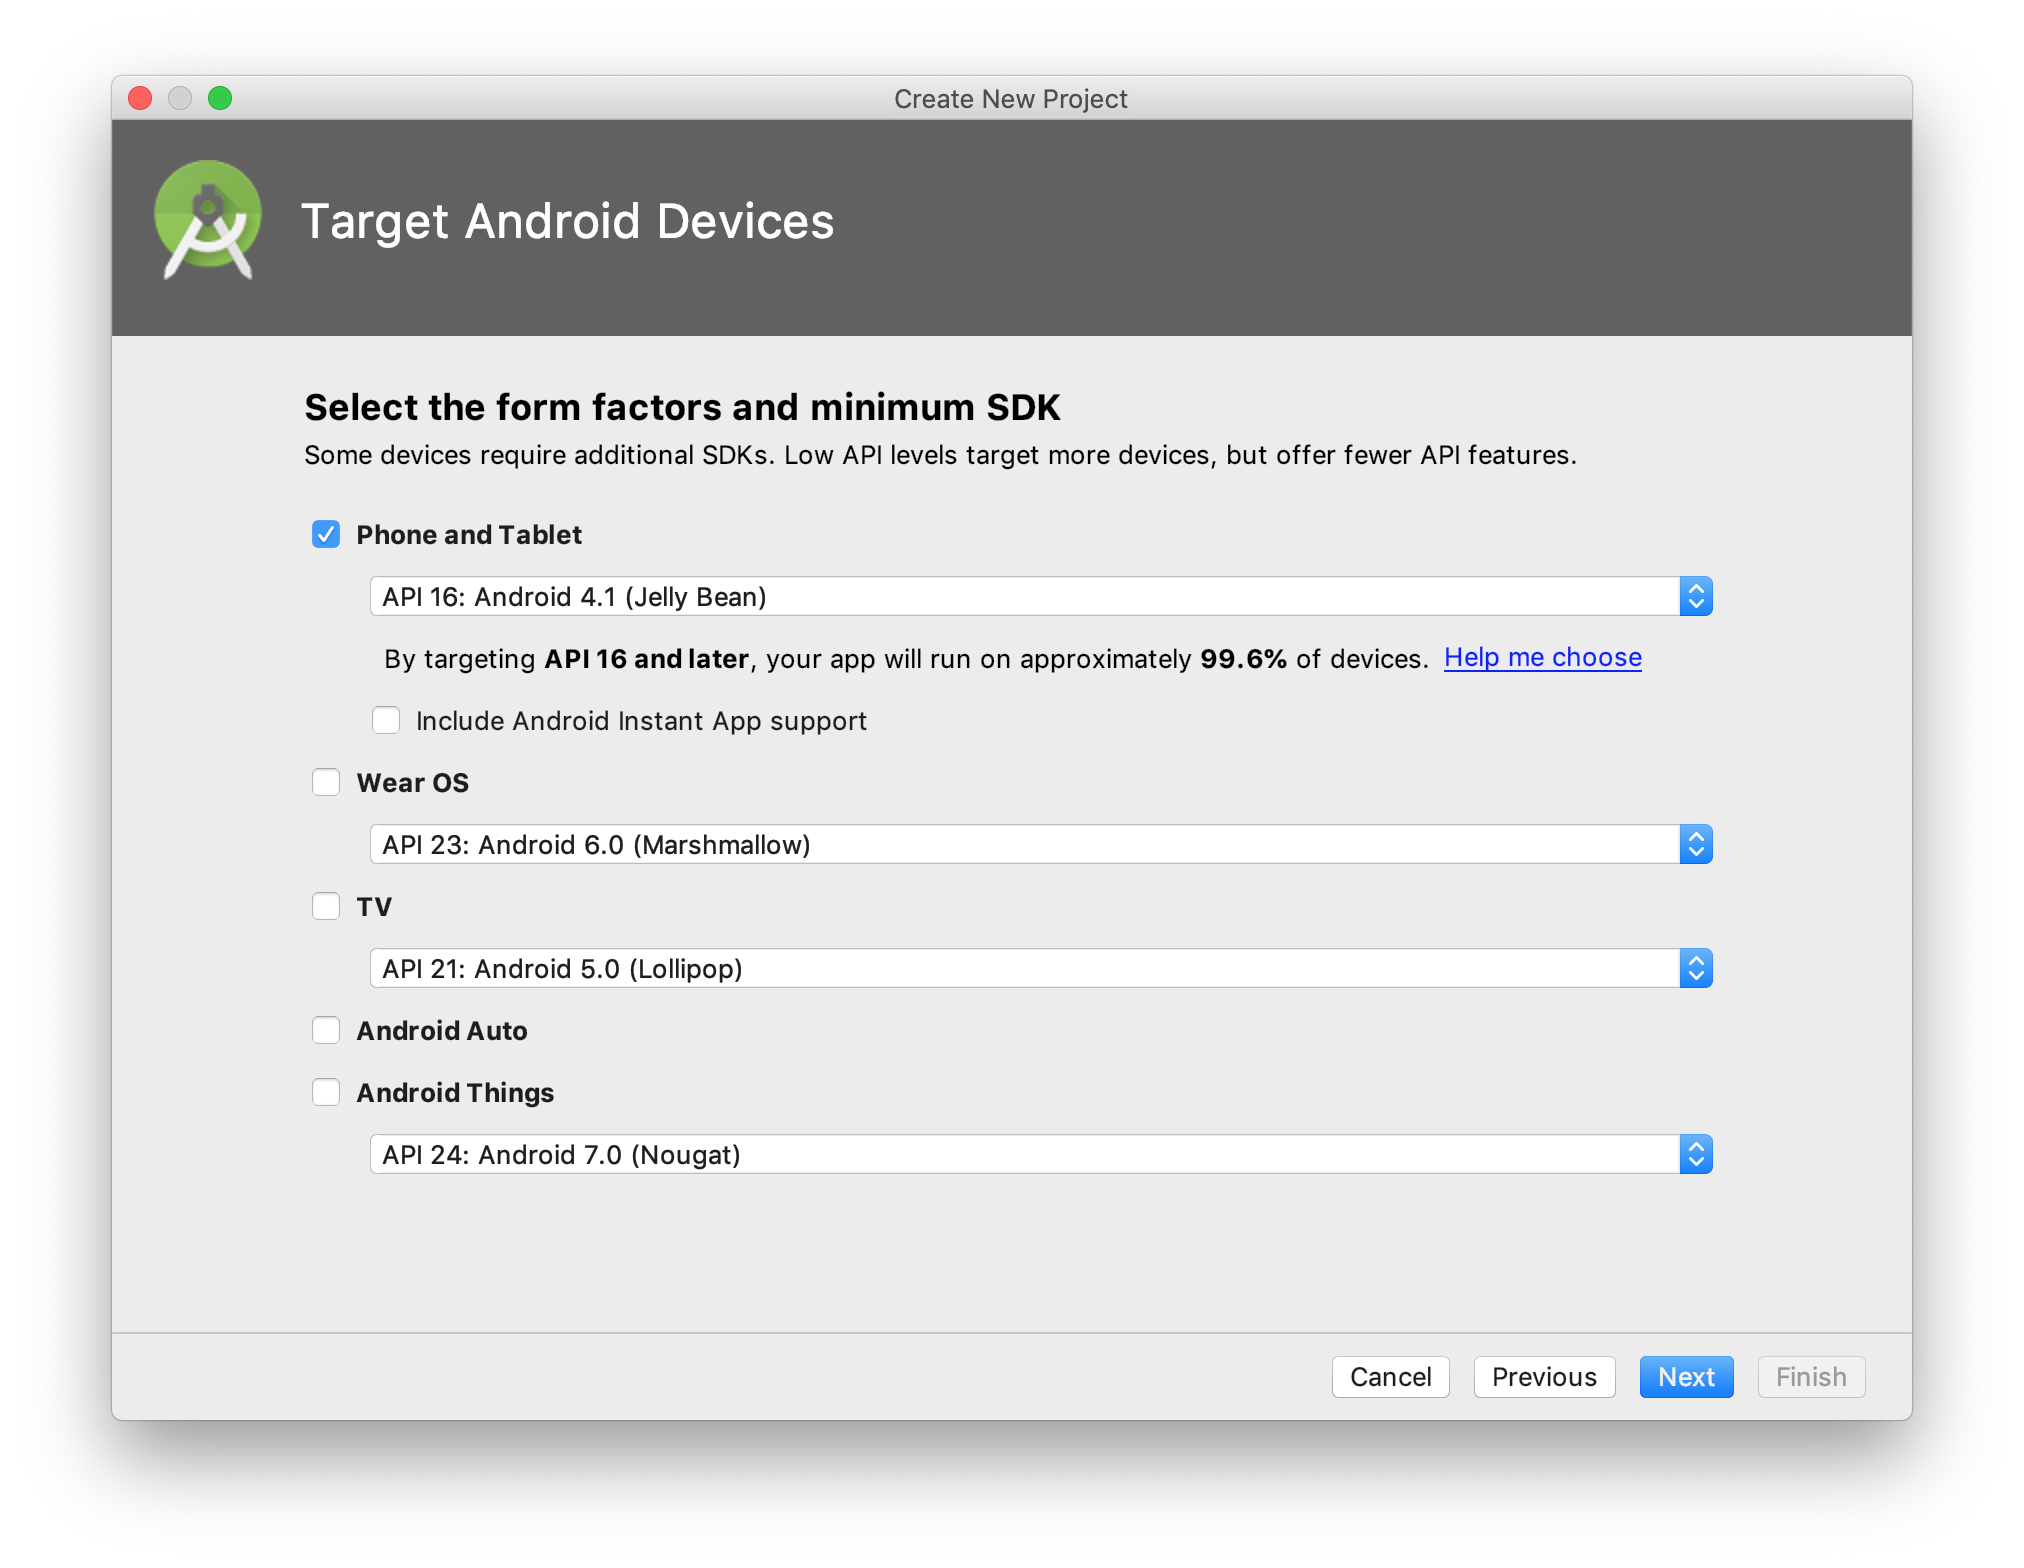 Create New Project
Target Android Devices
Select the form factors and minimum SDK
Some devices require additional SDKs. Low API levels target more devices, but offer fewer API features.
Phone and Tablet
API 16: Android 4.1 (Jelly Bean)
By targeting API 16 and later, your app will run on approximately 99.6% of devices. Help me choose
Include Android Instant App support
Wear OS
API 23: Android 6.0 (Marshmallow)
TV
API 21: Android 5.0 (Lollipop)
Android Auto
Android Things
API 24: Android 7.0 (Nougat)
Cancel Previous Next Finish